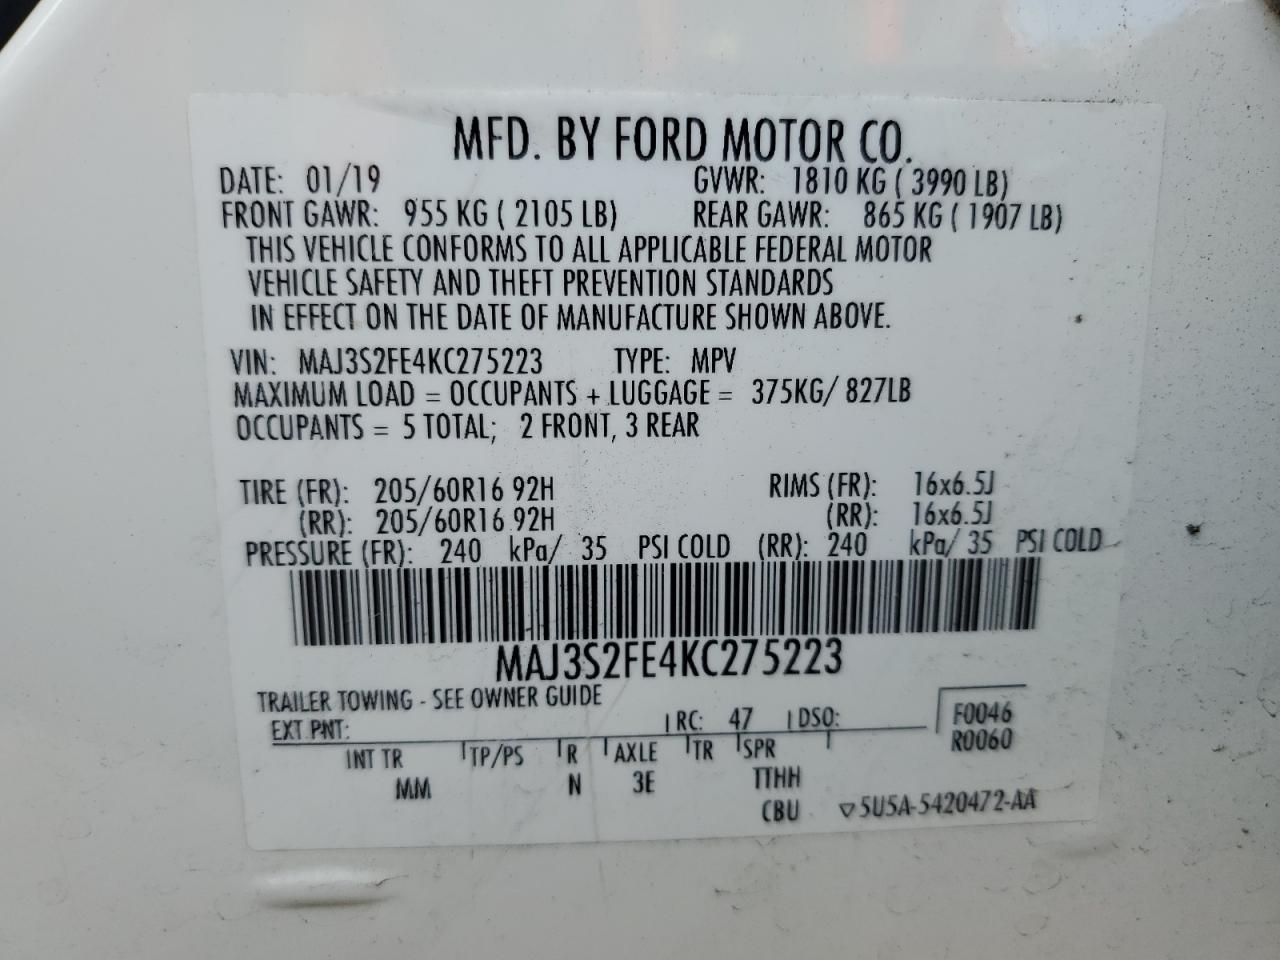 MFD. BY FORD MOTOR CO.
DATE: 01/19 GVWR: 1810 KG ( 3990 LB)
FRONT GAWR: 955 KG ( 2105 LB) REAR GAWR: 865 KG ( 1907 LB)
THIS VEHICLE CONFORMS TO ALL APPLICABLE FEDERAL MOTOR
VEHICLE SAFETY AND THEFT PREVENTION STANDARDS
IN EFFECT ON THE DATE OF MANUFACTURE SHOWN ABOVE.
VIN: MAJ3S2FE4KC275223 TYPE: MPV
MAXIMUM LOAD = OCCUPANTS + LUGGAGE = 375KG/ 827LB
OCCUPANTS = 5 TOTAL; 2 FRONT, 3 REAR
TIRE (FR): 205/60R16 92H RIMS (FR): 16x6.5J
(RR): 205/60R16 92H (RR): 16x6.5J
PRESSURE (FR): 240 kPa/ 35 PSI COLD (RR): 240 kPa/ 35 PSI COLD
MAJ3S2FE4KC275223
TRAILER TOWING - SEE OWNER GUIDE
EXT PNT: RC: 47 DSO: F0046
R0060
INT TR TP/PS R AXLE TR SPR
MM N 3E TTHH
CBU ▽5U5A-5420472-AA